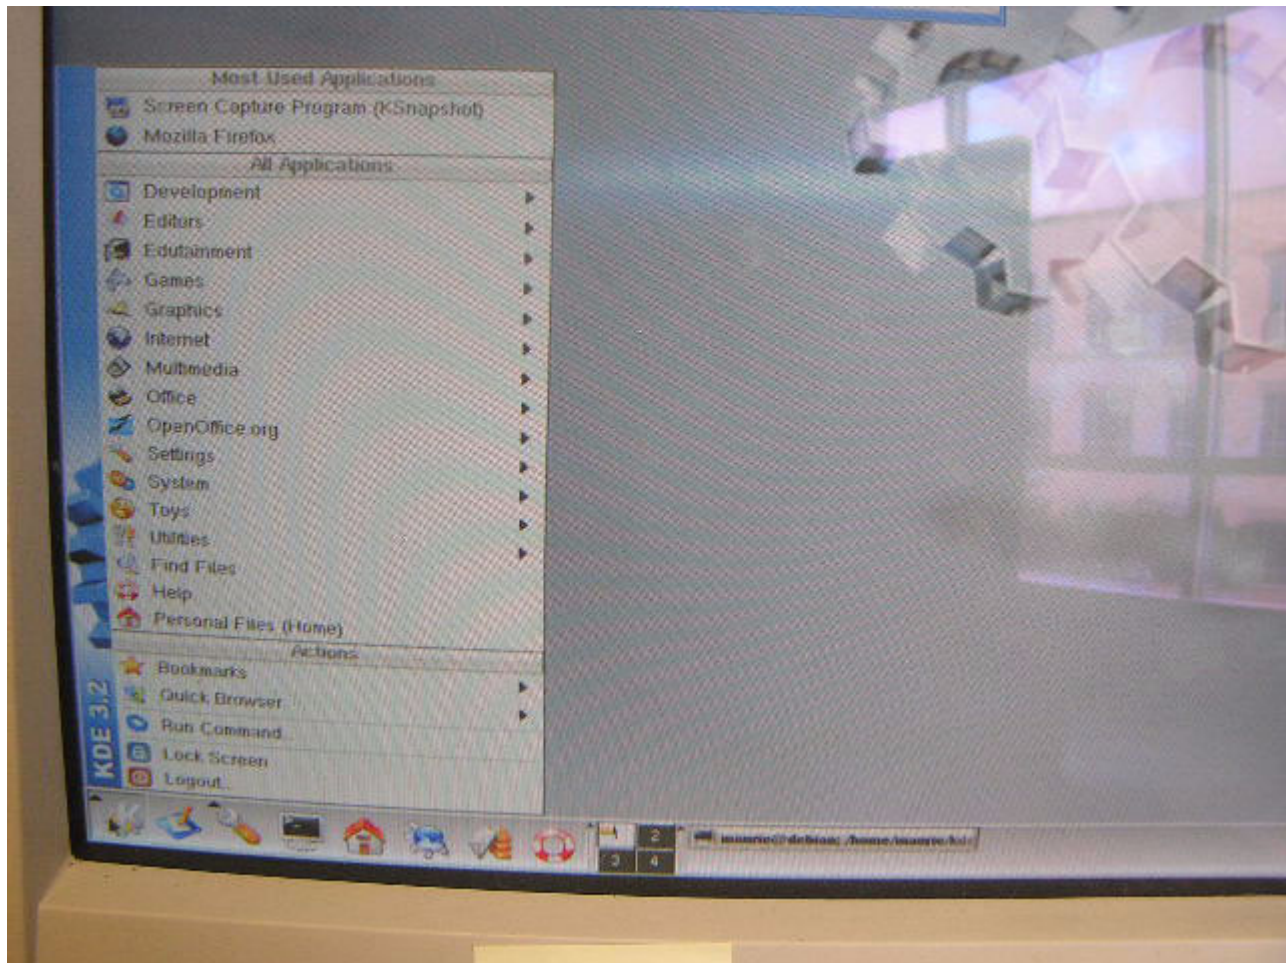 Most Used Applications
Screen Capture Program (KSnapshot)
Mozilla Firefox
All Applications
Development
Editors
Edutainment
Games
Graphics
Internet
Multimedia
Office
OpenOffice.org
Settings
System
Toys
Utilities
Find Files
Help
Personal Files (Home)
Actions
Bookmarks
Quick Browser
Run Command...
Lock Screen
Logout...
KDE 3.2
2
3 4